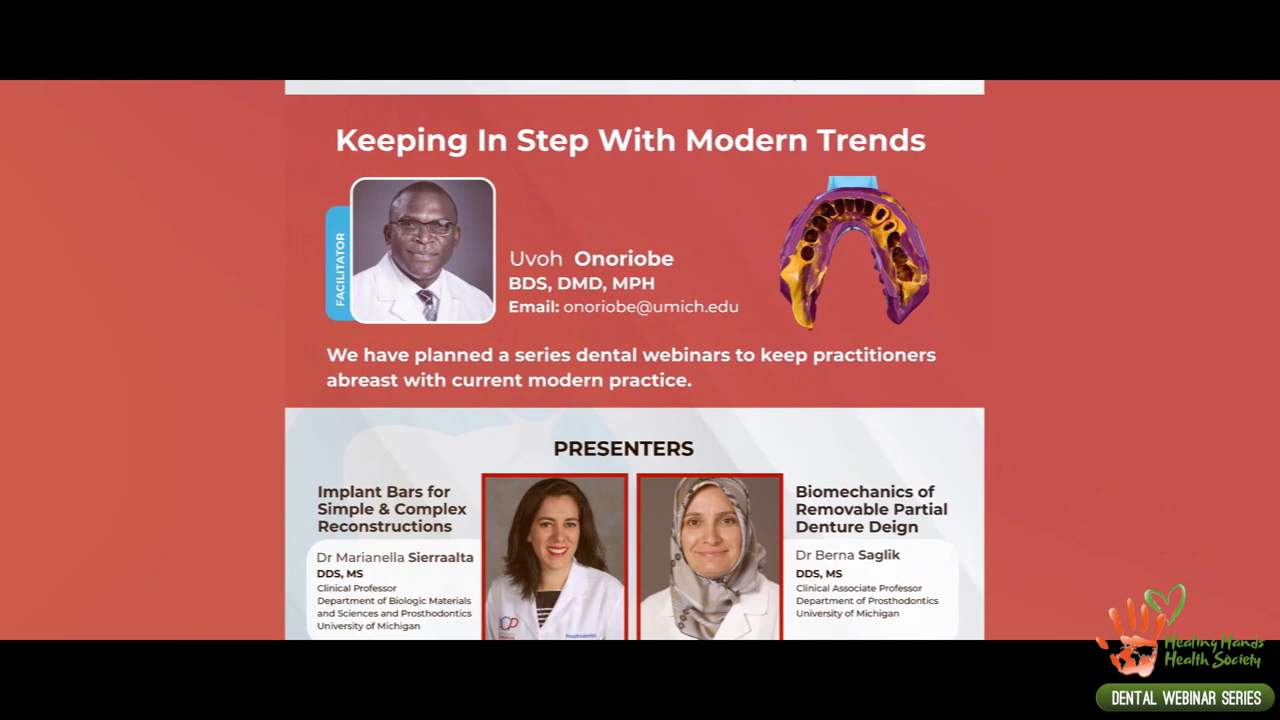 Keeping In Step With Modern Trends
FACILITATOR
Uvoh Onoriobe
BDS, DMD, MPH
Email: onoriobe@umich.edu
We have planned a series dental webinars to keep practitioners
abreast with current modern practice.
PRESENTERS
Implant Bars for
Simple & Complex
Reconstructions
Dr Marianella Sierraalta
DDS, MS
Clinical Professor
Department of Biologic Materials
and Sciences and Prosthodontics
University of Michigan
Biomechanics of
Removable Partial
Denture Deign
Dr Berna Saglik
DDS, MS
Clinical Associate Professor
Department of Prosthodontics
University of Michigan
Healing Hands
Health Society
DENTAL WEBINAR SERIES